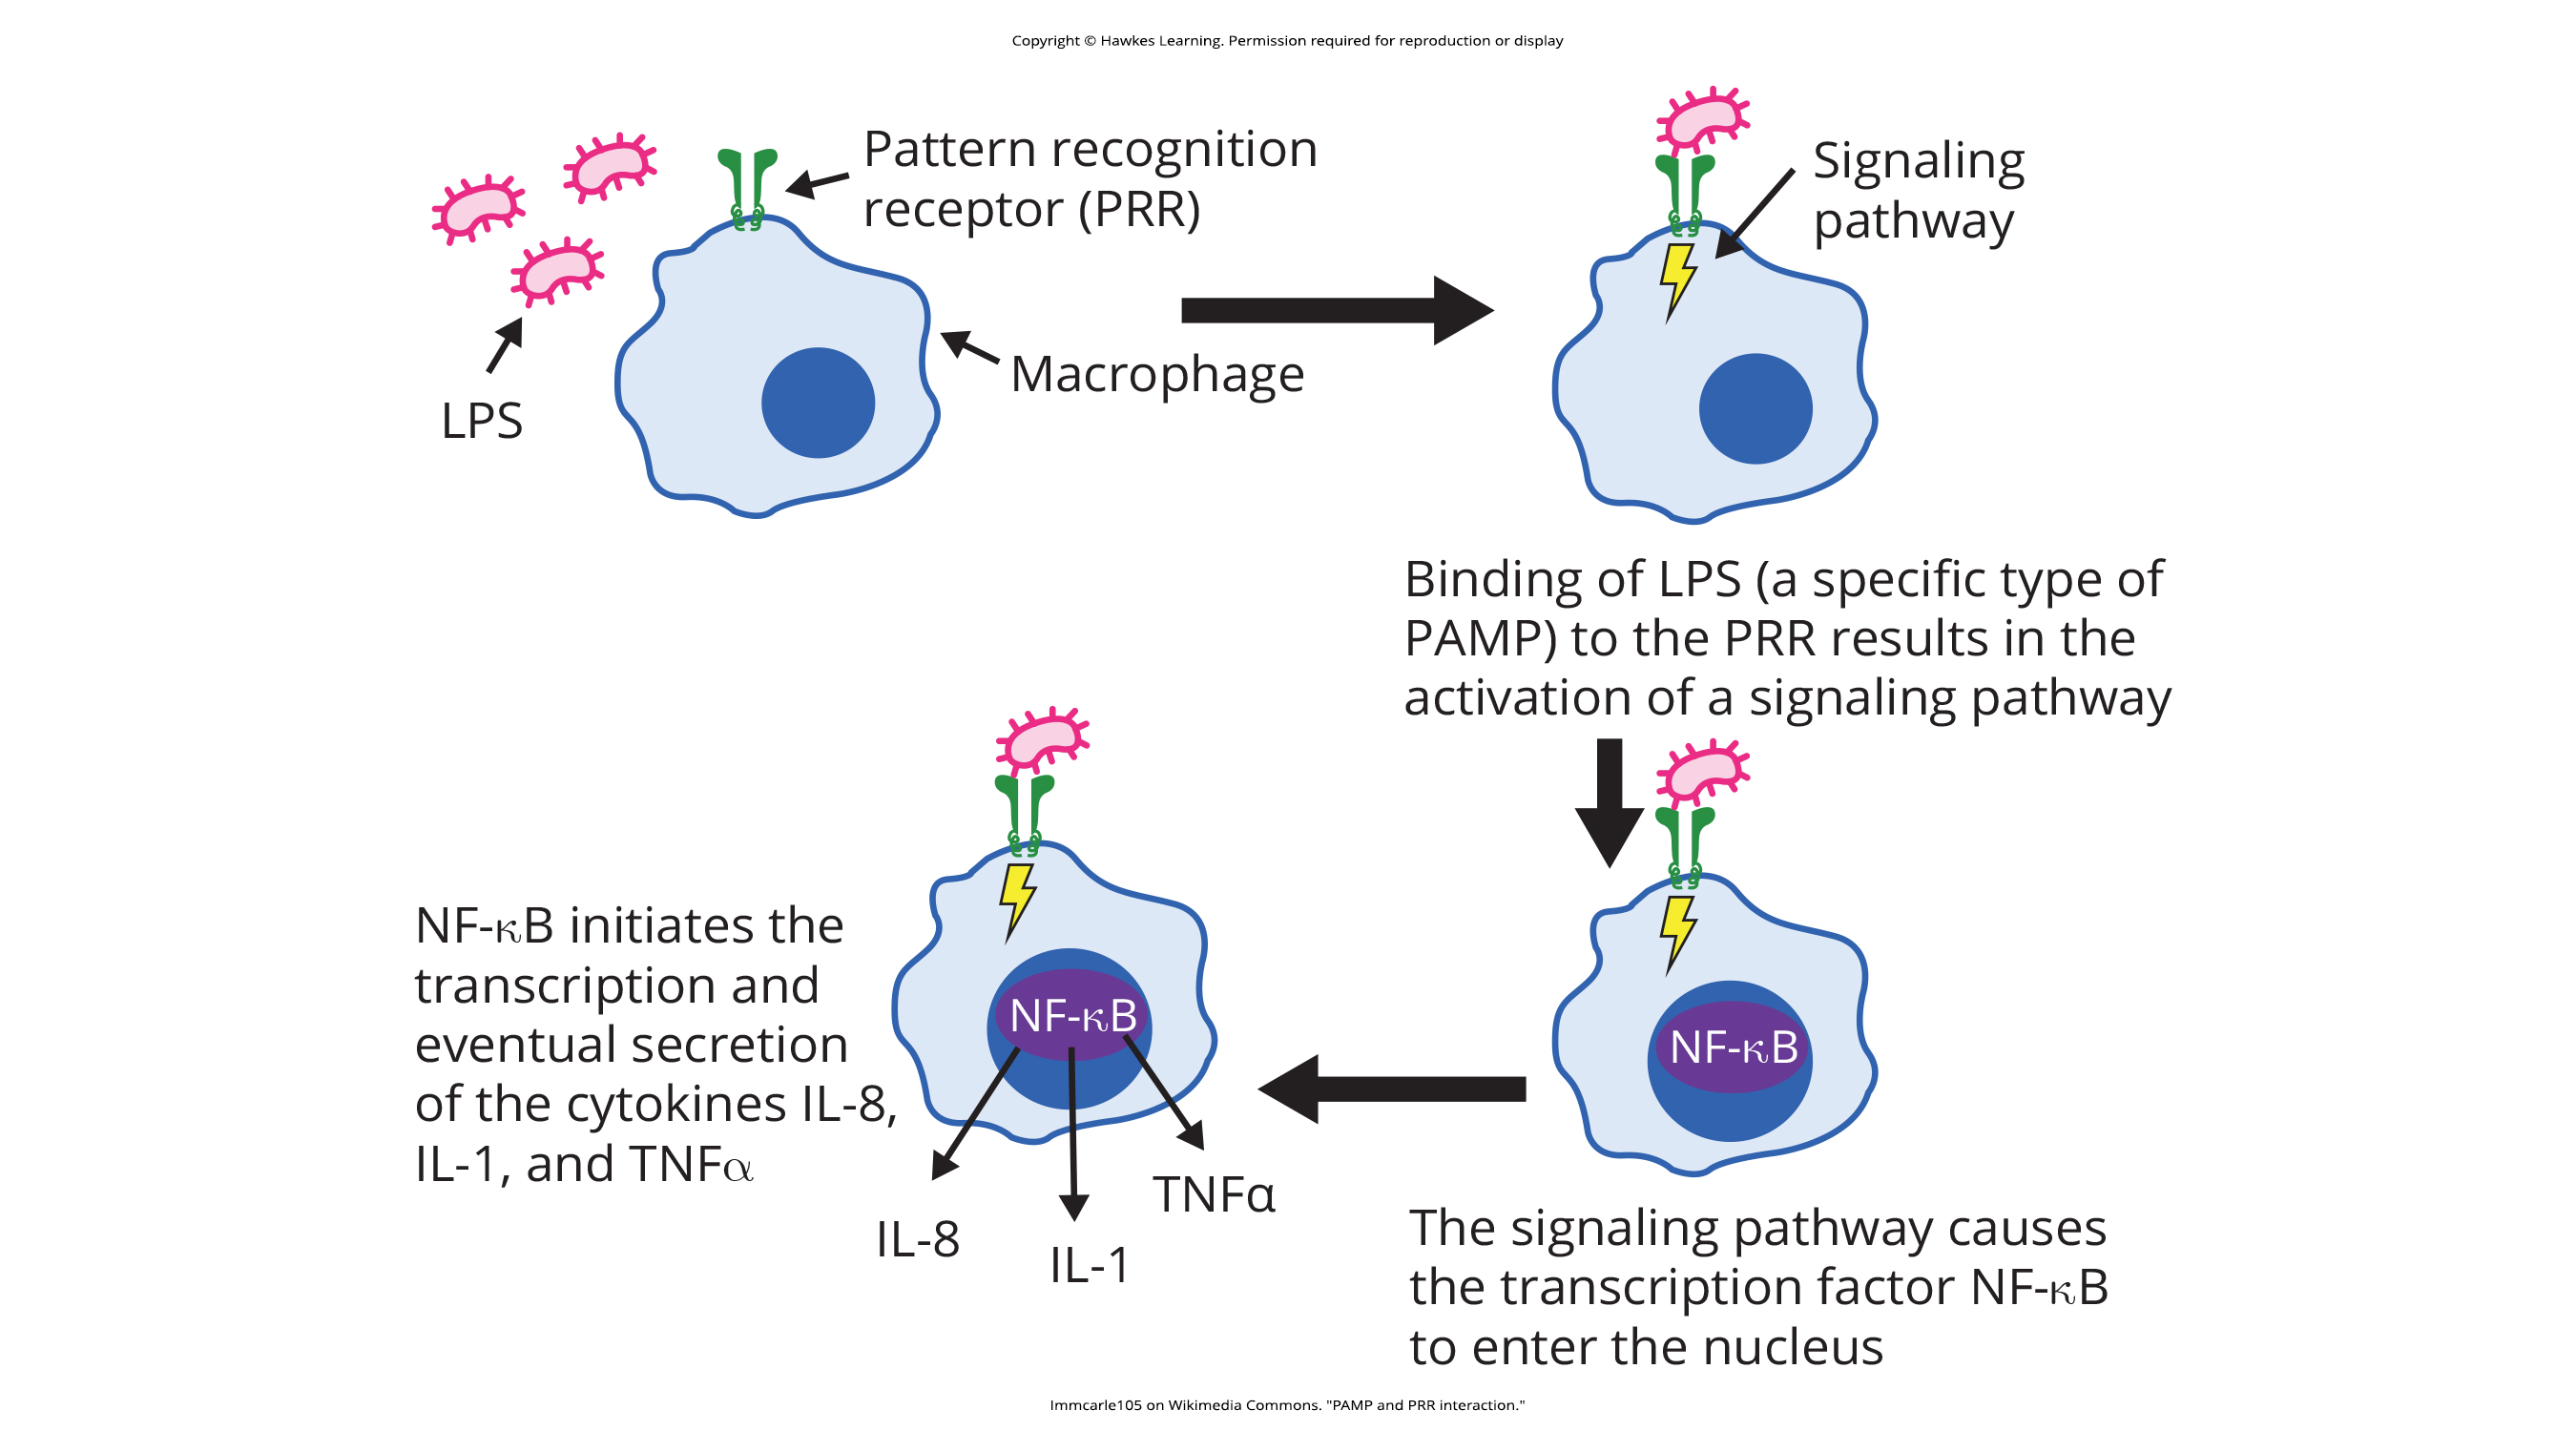 Copyright © Hawkes Learning. Permission required for reproduction or display
Pattern recognition
receptor (PRR)
LPS
Macrophage
Signaling
pathway
Binding of LPS (a specific type of
PAMP) to the PRR results in the
activation of a signaling pathway
NF-κB
The signaling pathway causes
the transcription factor NF-κB
to enter the nucleus
NF-κB initiates the
transcription and
eventual secretion
of the cytokines IL-8,
IL-1, and TNFα
NF-κB
IL-8
IL-1
TNFα
Immcarle105 on Wikimedia Commons. "PAMP and PRR interaction."